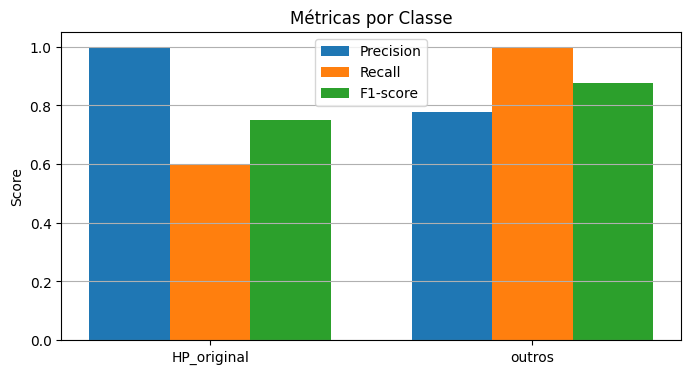 Métricas por Classe
Score
1.0
0.8
0.6
0.4
0.2
0.0
Precision
Recall
F1-score
HP_original
outros